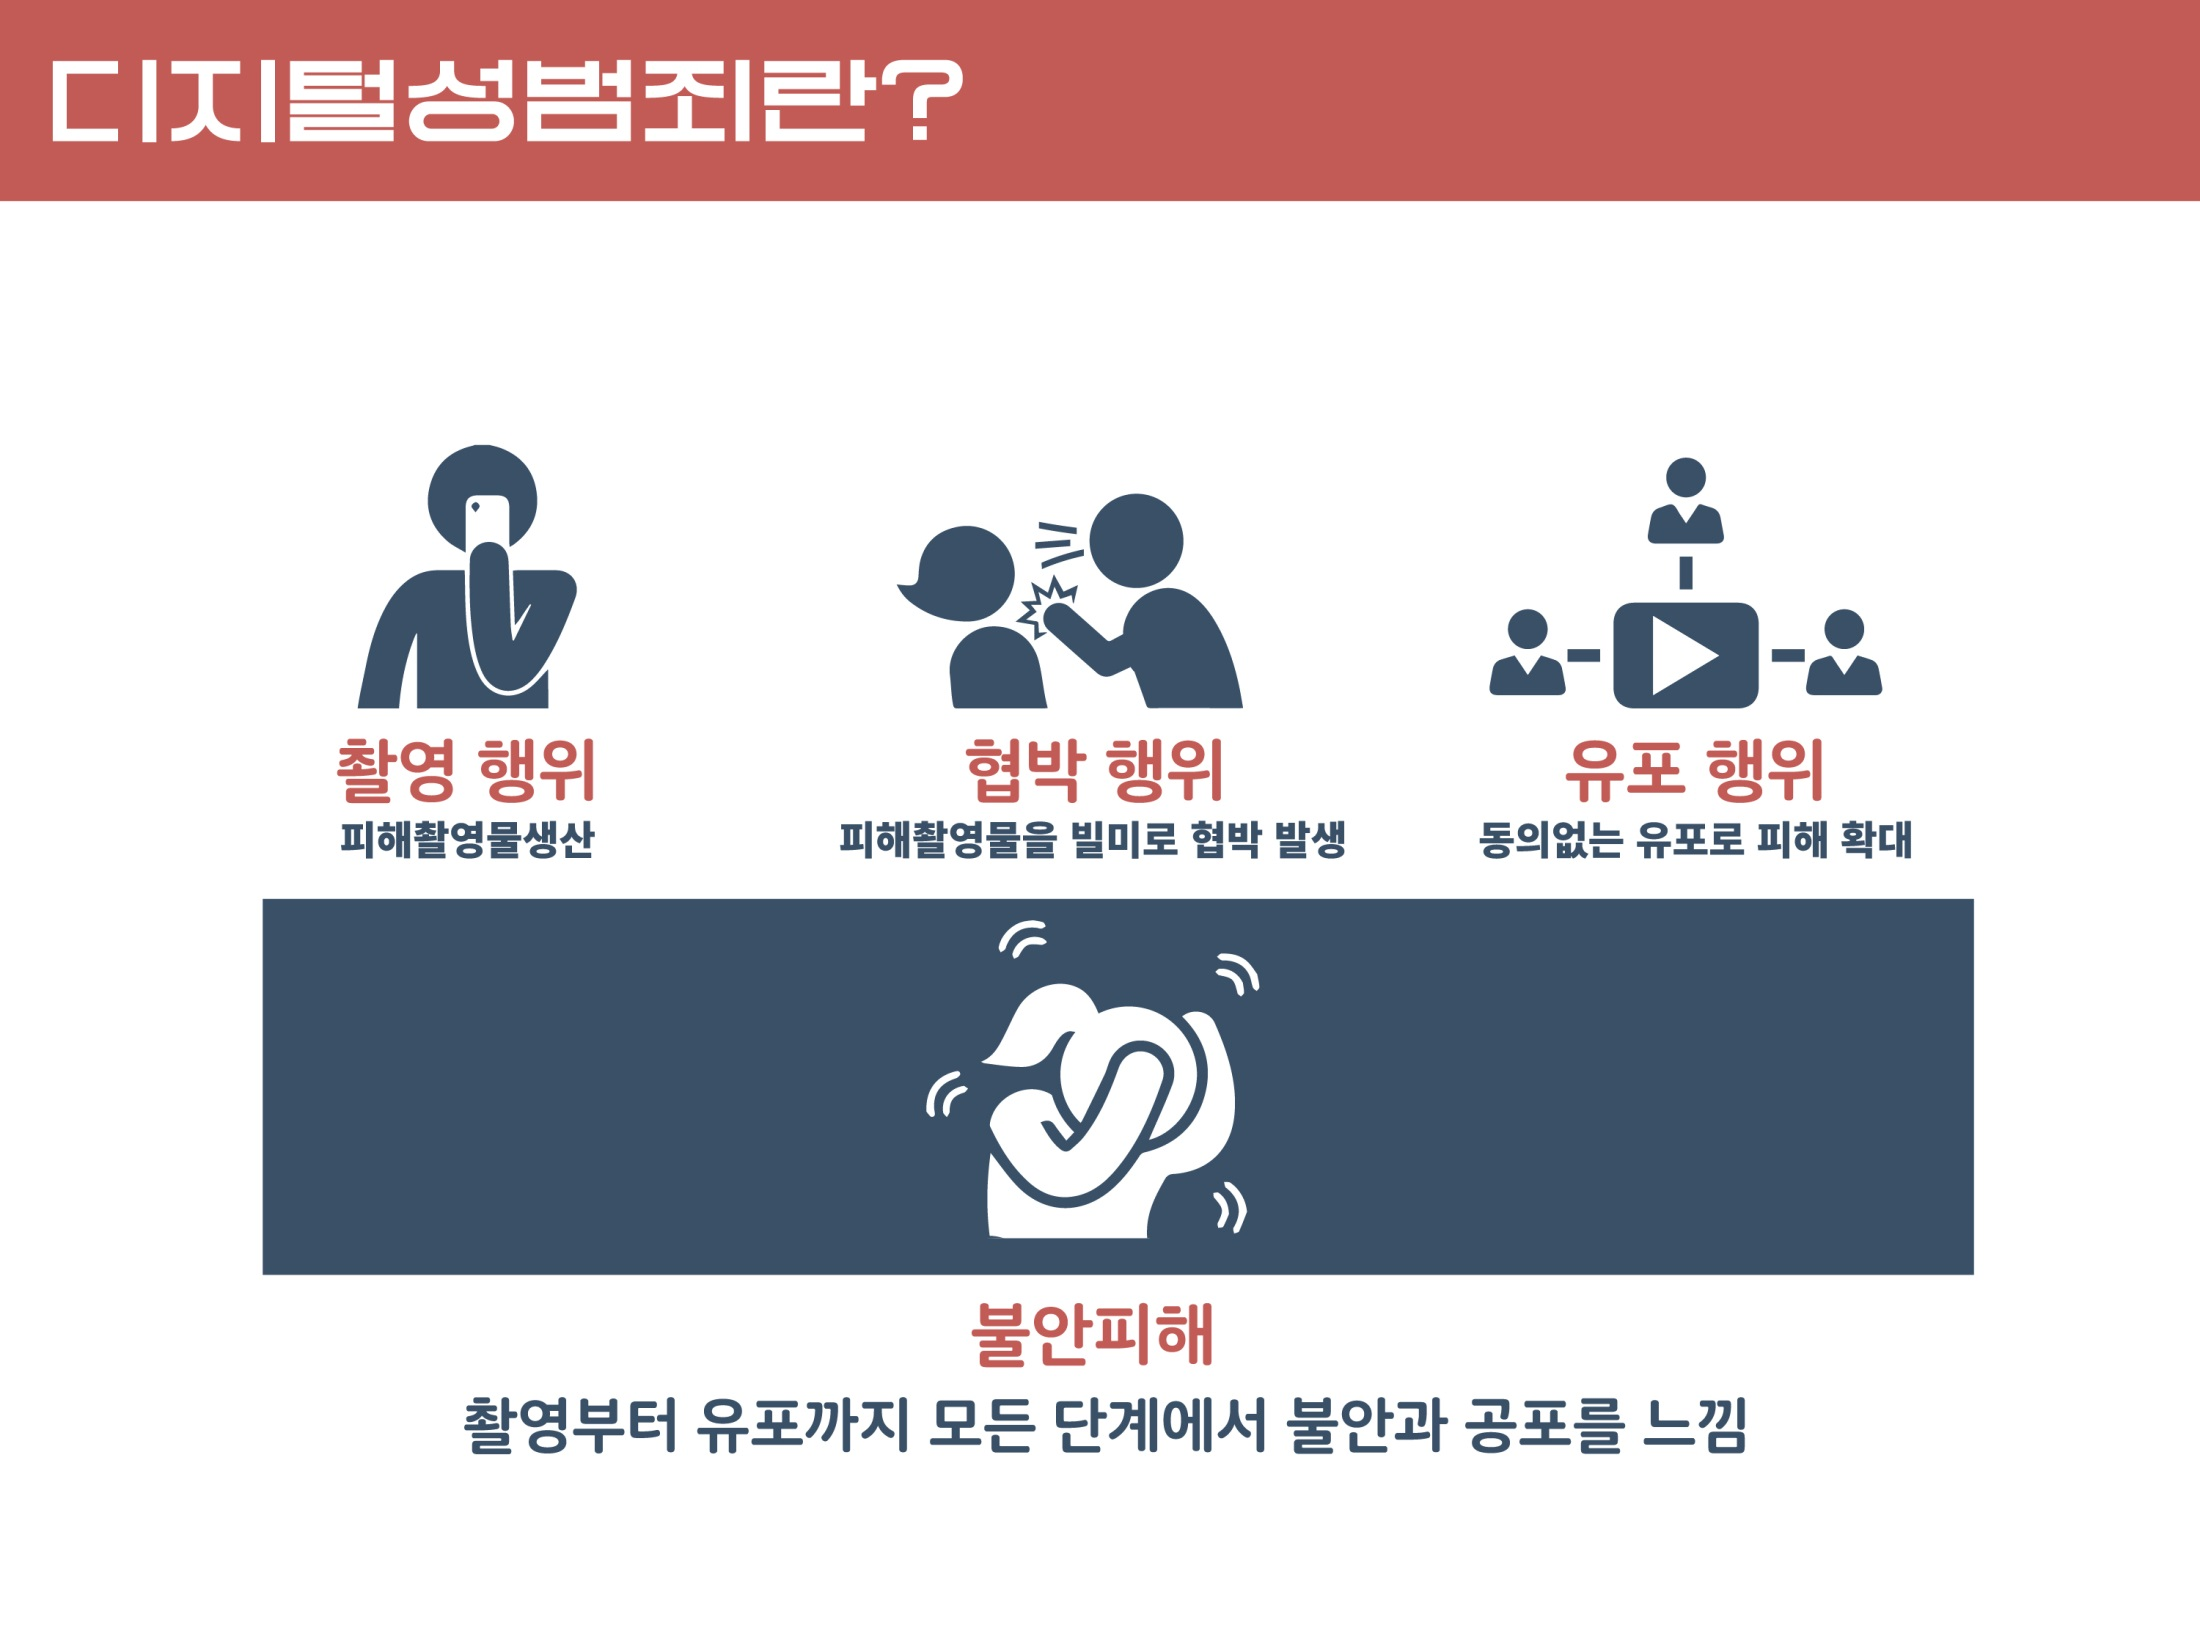 디지털성범죄란?
촬영 행위
협박 행위
유포 행위
피해촬영물생산
피해촬영물을 빌미로 협박 발생
동의없는 유포로 피해 확대
불안피해
촬영부터 유포까지 모든 단계에서 불안과 공포를 느낌